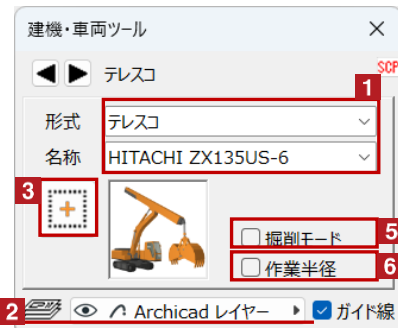 建機・車両ツール
テレスコ
SCP
1
形式 テレスコ
名称 HITACHI ZX135US-6
3
掘削モード 5
作業半径 6
2 Archicad レイヤー ガイド線